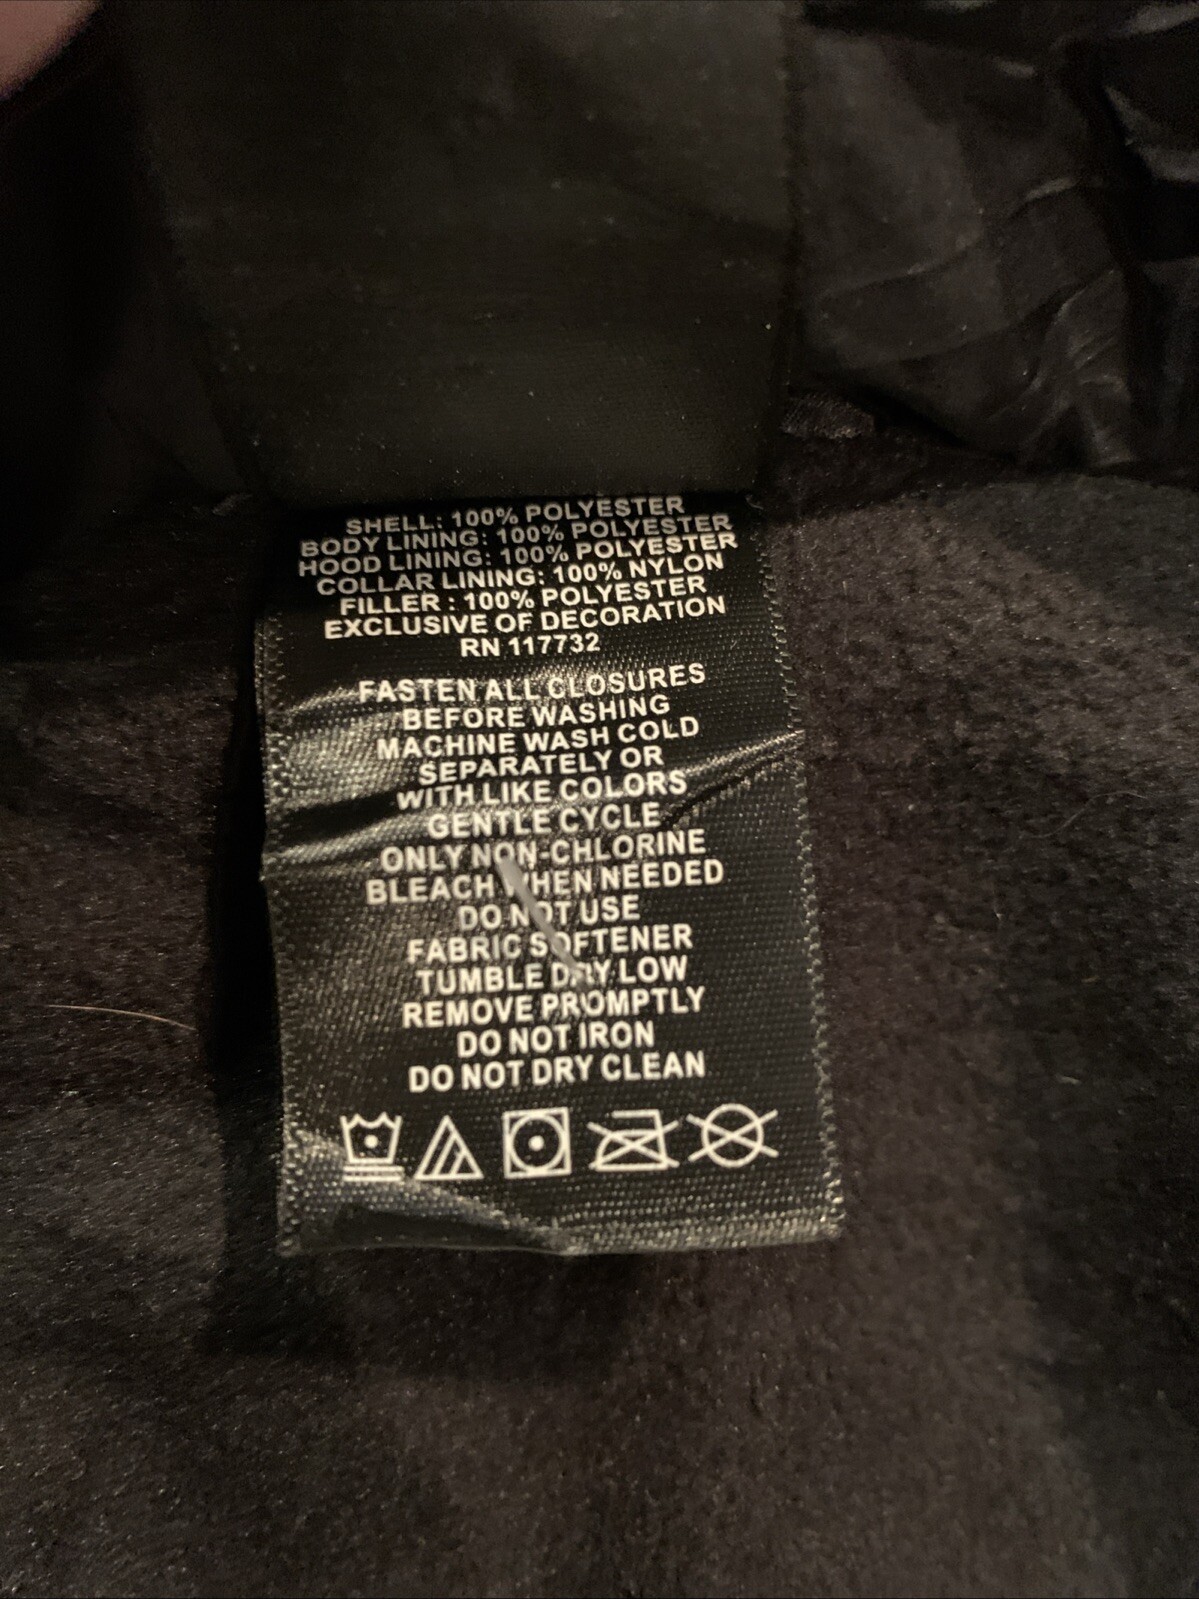 SHELL: 100% POLYESTER
BODY LINING: 100% POLYESTER
HOOD LINING: 100% POLYESTER
COLLAR LINING: 100% NYLON
FILLER : 100% POLYESTER
EXCLUSIVE OF DECORATION
RN 117732
FASTEN ALL CLOSURES
BEFORE WASHING
MACHINE WASH COLD
SEPARATELY OR
WITH LIKE COLORS
GENTLE CYCLE
ONLY NON-CHLORINE
BLEACH WHEN NEEDED
DO NOT USE
FABRIC SOFTENER
TUMBLE DRY LOW
REMOVE PROMPTLY
DO NOT IRON
DO NOT DRY CLEAN